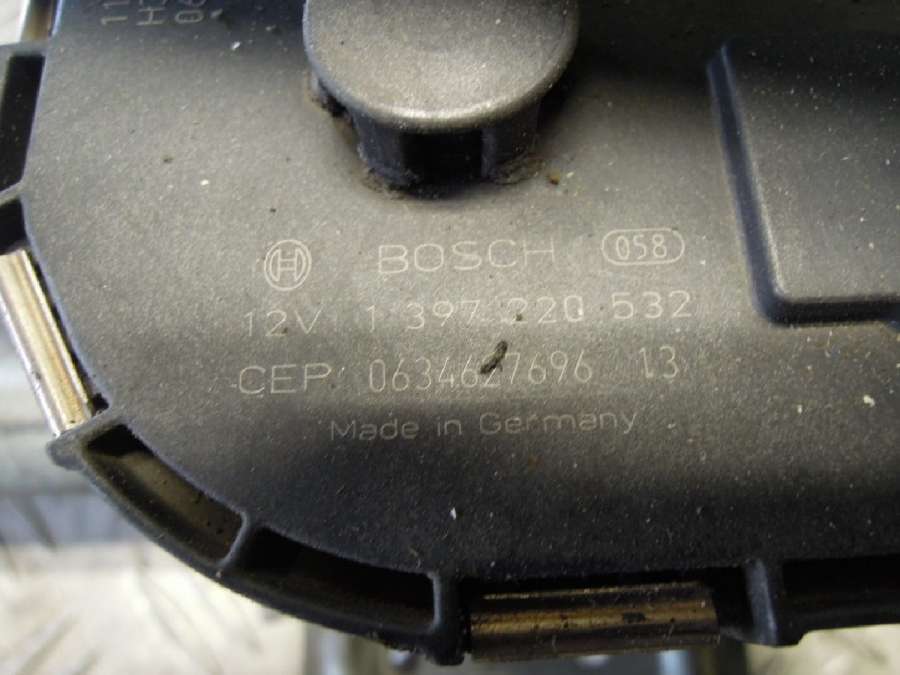 BOSCH 058
12V 1 397 220 532
CEP 0634627696 13
Made in Germany